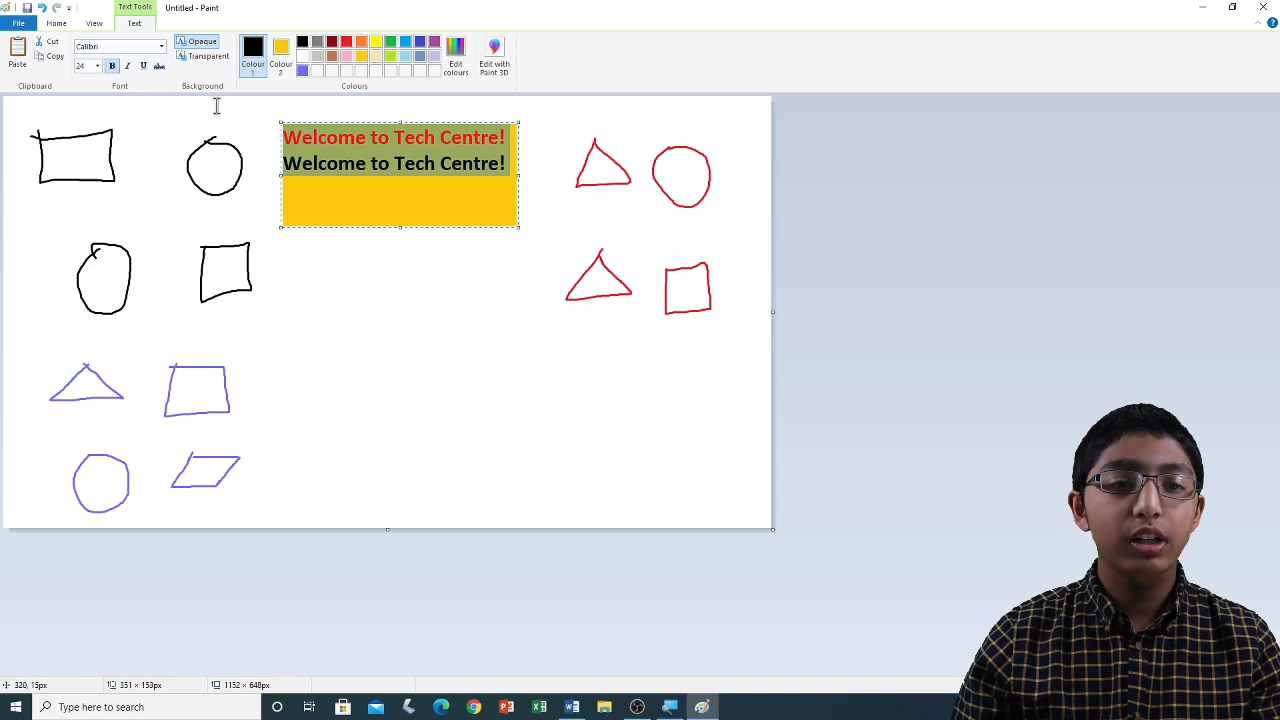 Text Tools
Untitled - Paint
File
Home
View
Text
Paste
Cut
Copy
Clipboard
Calibri
24
B
I
U
abc
Font
Opaque
Transparent
Background
Colour 1
Colour 2
Edit colours
Edit with Paint 3D
Colours
Welcome to Tech Centre!
Welcome to Tech Centre!
320, 15px
351 × 153px
1152 × 648px
Type here to search